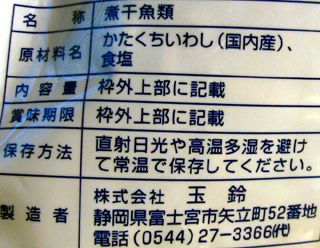 名称 煮干魚類
原材料名 かたくちいわし(国内産)、
食塩
内容量 枠外上部に記載
賞味期限 枠外上部に記載
保存方法 直射日光や高温多湿を避け
て常温で保存してください。
製造者 株式会社 玉鈴
静岡県富士宮市矢立町52番地
電話(0544)27-3366㈹